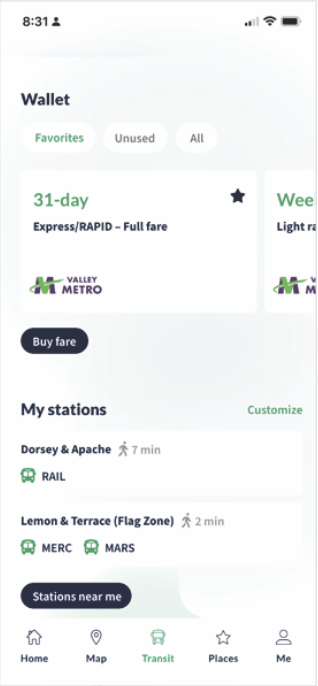 8:31
Wallet
Favorites Unused All
31-day
Express/RAPID – Full fare
VALLEY
METRO
Wee
Light ra
M
Buy fare
My stations Customize
Dorsey & Apache 7 min
RAIL
Lemon & Terrace (Flag Zone) 2 min
MERC MARS
Stations near me
Home Map Transit Places Me